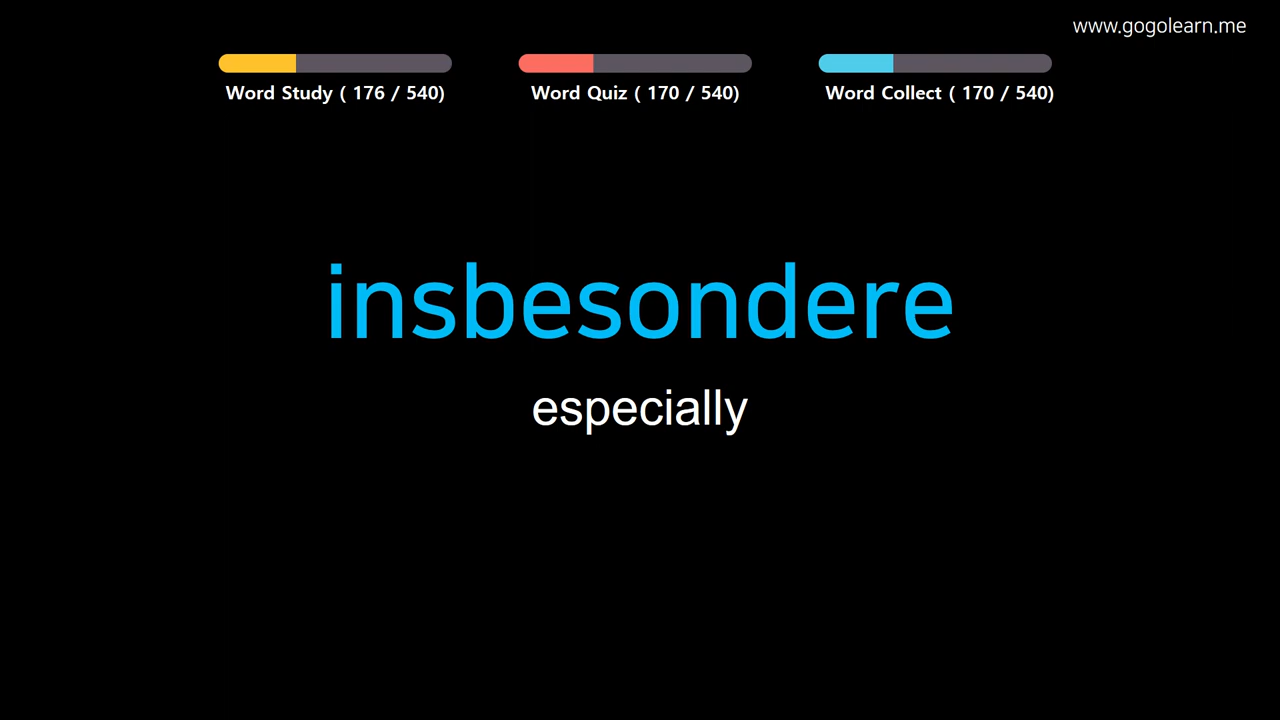 www.gogolearn.me
Word Study ( 176 / 540)
Word Quiz ( 170 / 540)
Word Collect ( 170 / 540)
insbesondere
especially